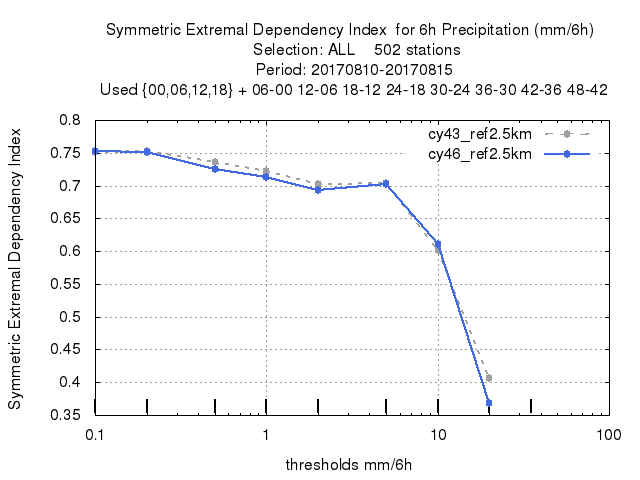 Symmetric Extremal Dependency Index  for 6h Precipitation (mm/6h)
Selection: ALL    502 stations
Period: 20170810-20170815
Used {00,06,12,18} + 06-00 12-06 18-12 24-18 30-24 36-30 42-36 48-42
cy43_ref2.5km
cy46_ref2.5km
Symmetric Extremal Dependency Index
0.8
0.75
0.7
0.65
0.6
0.55
0.5
0.45
0.4
0.35
0.1 1 10 100
thresholds mm/6h